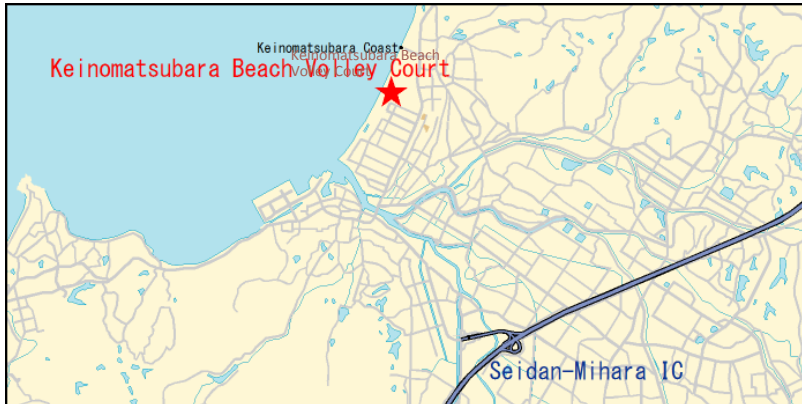 Keinomatsubara Coast
Keinomatsubara Beach
Volley Court
Keinomatsubara Beach Volley Court
Seidan-Mihara IC